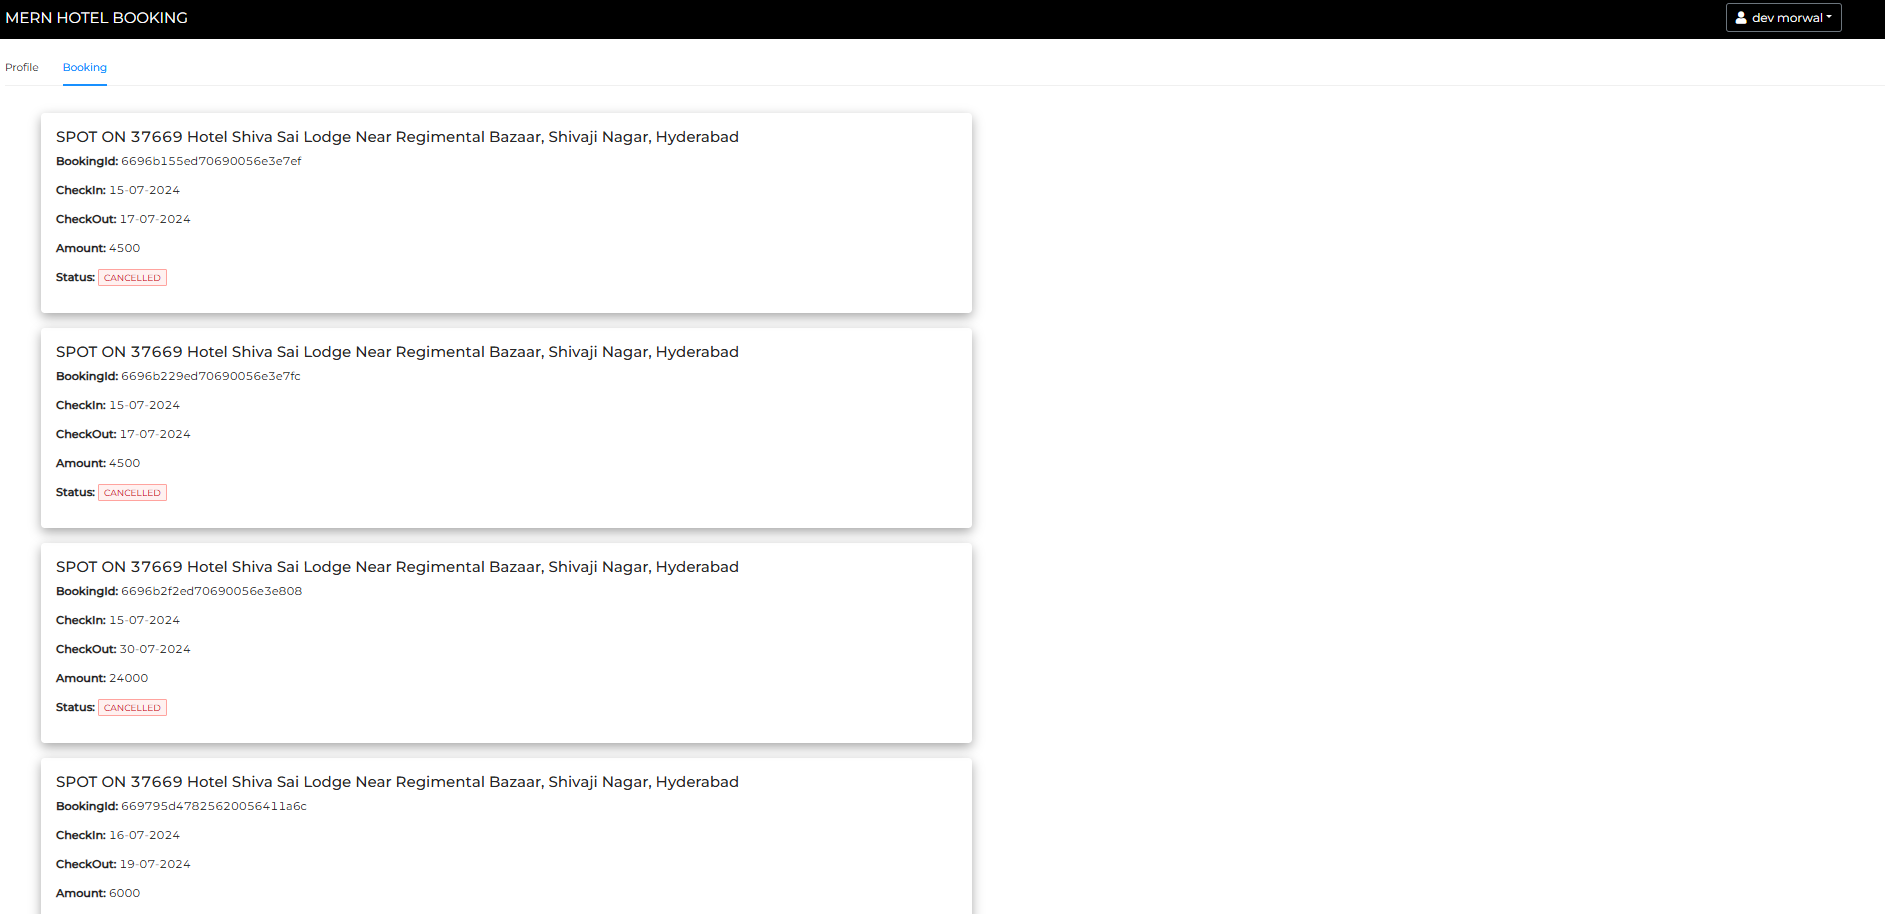 MERN HOTEL BOOKING
dev morwal
Profile
Booking
SPOT ON 37669 Hotel Shiva Sai Lodge Near Regimental Bazaar, Shivaji Nagar, Hyderabad
BookingId: 6696b155ed70690056e3e7ef
CheckIn: 15-07-2024
CheckOut: 17-07-2024
Amount: 4500
Status: CANCELLED
SPOT ON 37669 Hotel Shiva Sai Lodge Near Regimental Bazaar, Shivaji Nagar, Hyderabad
BookingId: 6696b229ed70690056e3e7fc
CheckIn: 15-07-2024
CheckOut: 17-07-2024
Amount: 4500
Status: CANCELLED
SPOT ON 37669 Hotel Shiva Sai Lodge Near Regimental Bazaar, Shivaji Nagar, Hyderabad
BookingId: 6696b2f2ed70690056e3e808
CheckIn: 15-07-2024
CheckOut: 30-07-2024
Amount: 24000
Status: CANCELLED
SPOT ON 37669 Hotel Shiva Sai Lodge Near Regimental Bazaar, Shivaji Nagar, Hyderabad
BookingId: 669795d47825620056411a6c
CheckIn: 16-07-2024
CheckOut: 19-07-2024
Amount: 6000